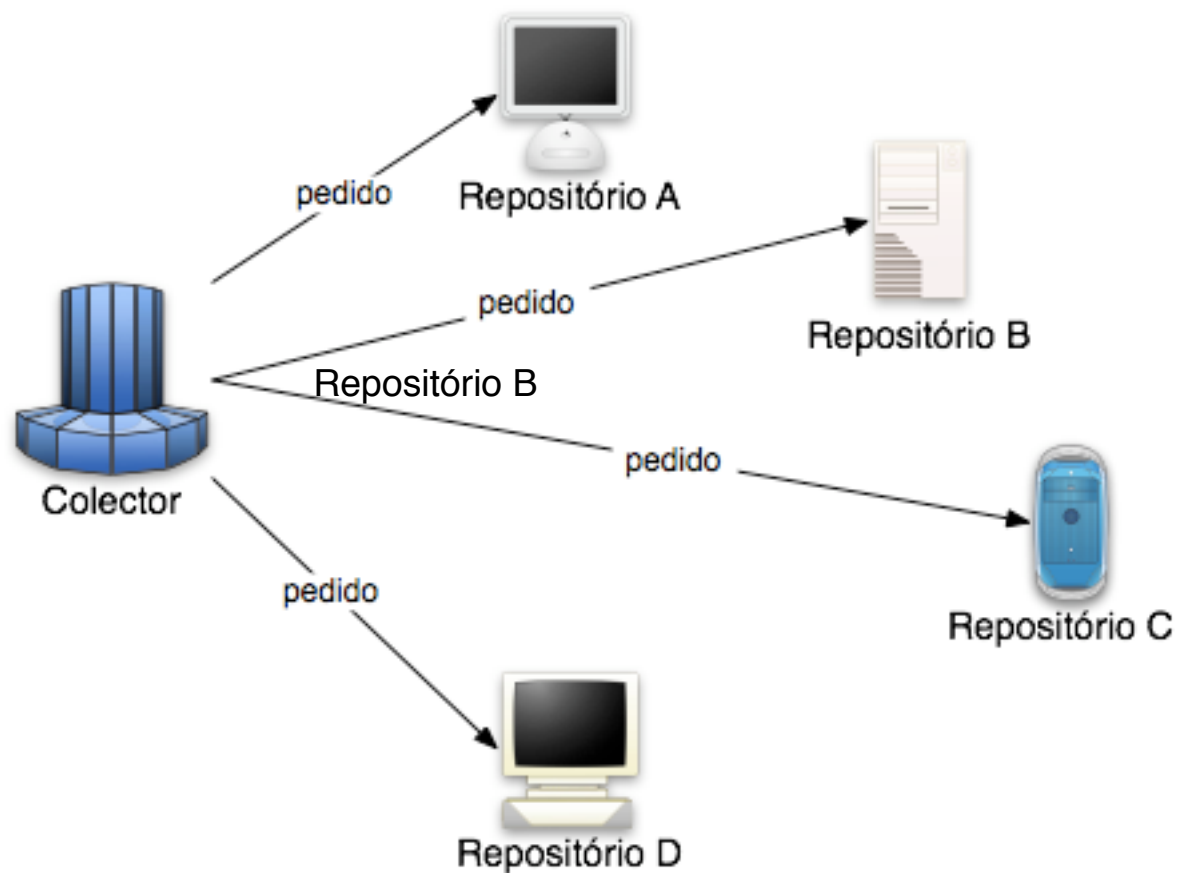 pedido
Repositório A
pedido
Repositório B
Repositório B
pedido
Colector
pedido
Repositório C
Repositório D